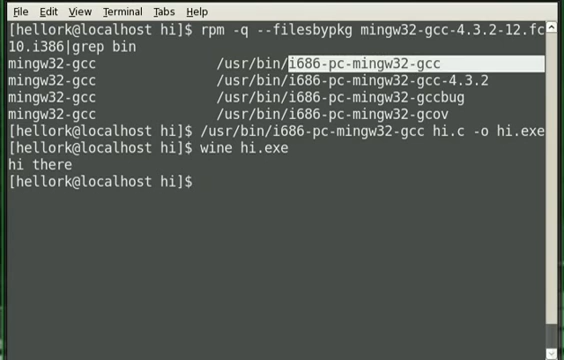 File Edit View Terminal Tabs Help
[hellork@localhost hi]$ rpm -q --filesbypkg mingw32-gcc-4.3.2-12.fc
10.i386|grep bin
mingw32-gcc /usr/bin/i686-pc-mingw32-gcc
mingw32-gcc /usr/bin/i686-pc-mingw32-gcc-4.3.2
mingw32-gcc /usr/bin/i686-pc-mingw32-gccbug
mingw32-gcc /usr/bin/i686-pc-mingw32-gcov
[hellork@localhost hi]$ /usr/bin/i686-pc-mingw32-gcc hi.c -o hi.exe
[hellork@localhost hi]$ wine hi.exe
hi there
[hellork@localhost hi]$